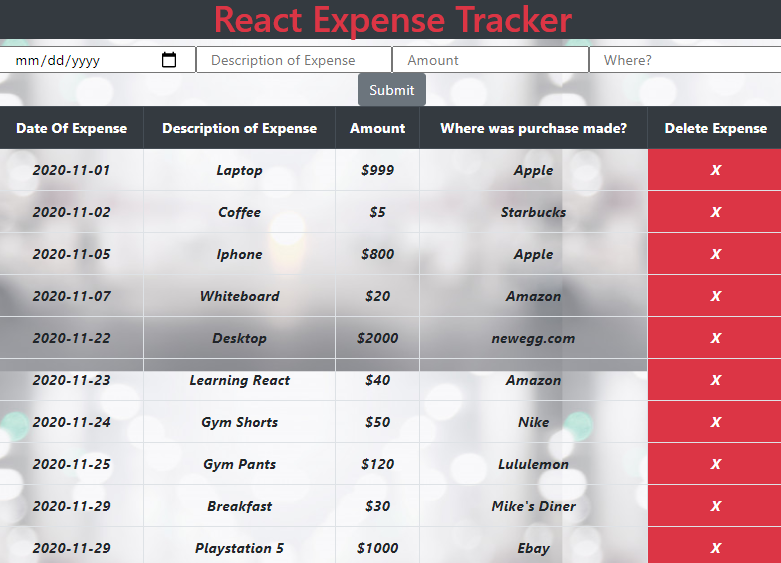 React Expense Tracker
mm/dd/yyyy Description of Expense Amount Where?
Submit
Date Of Expense Description of Expense Amount Where was purchase made? Delete Expense
2020-11-01 Laptop $999 Apple X
2020-11-02 Coffee $5 Starbucks X
2020-11-05 Iphone $800 Apple X
2020-11-07 Whiteboard $20 Amazon X
2020-11-22 Desktop $2000 newegg.com X
2020-11-23 Learning React $40 Amazon X
2020-11-24 Gym Shorts $50 Nike X
2020-11-25 Gym Pants $120 Lululemon X
2020-11-29 Breakfast $30 Mike's Diner X
2020-11-29 Playstation 5 $1000 Ebay X